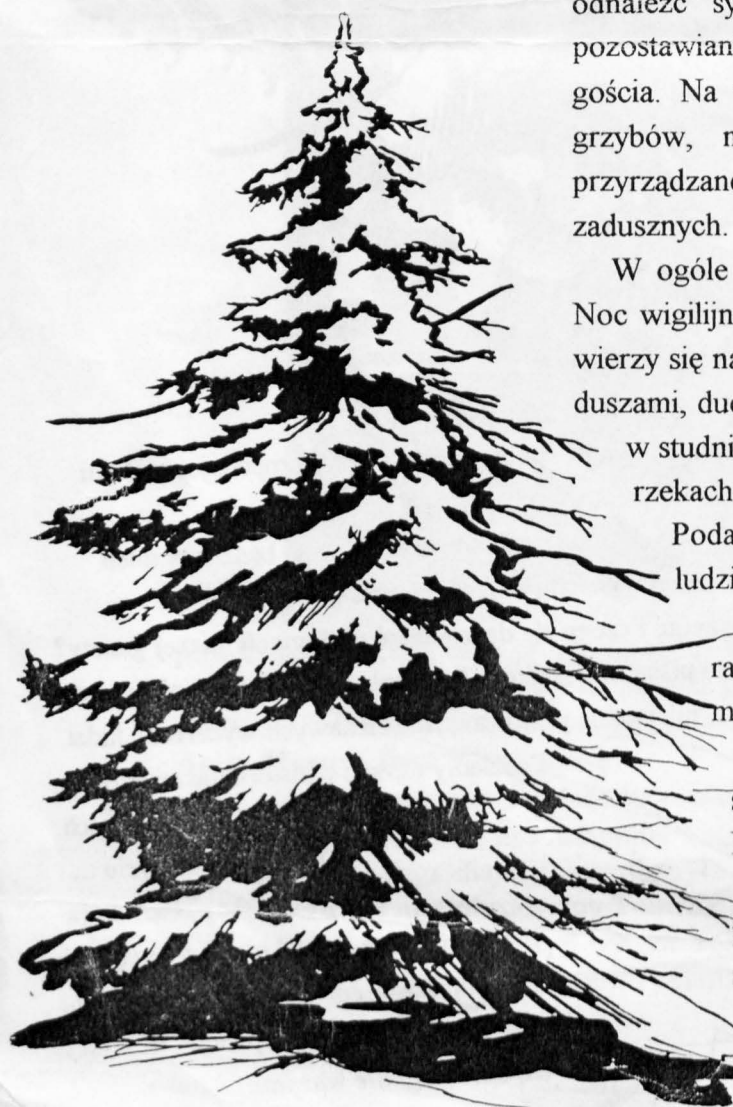 odnaleźć sy
pozostawian
gościa. Na
grzybów, n
przyrządzane
zadusznych.
W ogóle
Noc wigilijn
wierzy się na
duszami, duc
w studni
rzekach
Poda
ludzi
ra
m